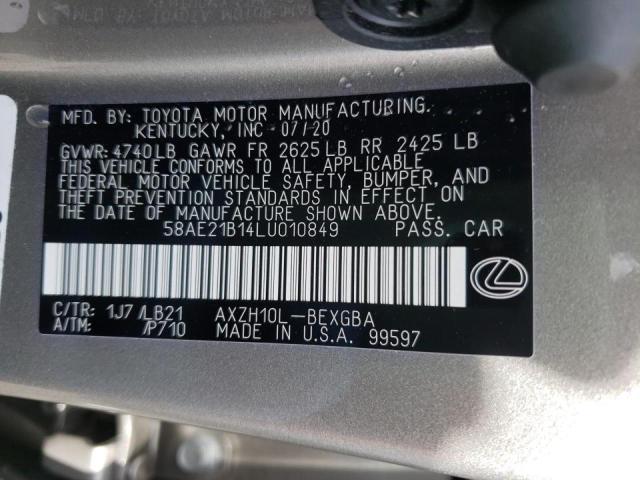 MFD. BY: TOYOTA MOTOR MANUFACTURING.
KENTUCKY, INC 07/20
GVWR: 4740LB GAWR FR 2625LB RR 2425 LB
THIS VEHICLE CONFORMS TO ALL APPLICABLE
FEDERAL MOTOR VEHICLE SAFETY, BUMPER, AND
THEFT PREVENTION STANDARDS IN EFFECT ON
THE DATE OF MANUFACTURE SHOWN ABOVE.
58AE21B14LU010849 PASS. CAR
C/TR: 1J7 /LB21 AXZH10L-BEXGBA
A/TM: /P710 MADE IN U.S.A. 99597